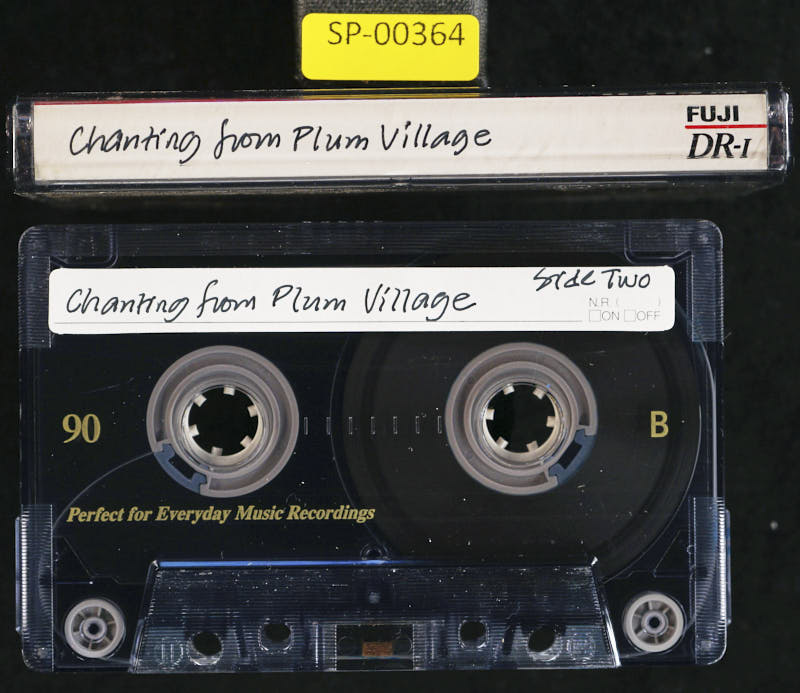 SP-00364
Chanting from Plum Village
FUJI
DR-I
Chanting from Plum Village
Side Two
N.R. ( )
□ON □OFF
90
B
Perfect for Everyday Music Recordings